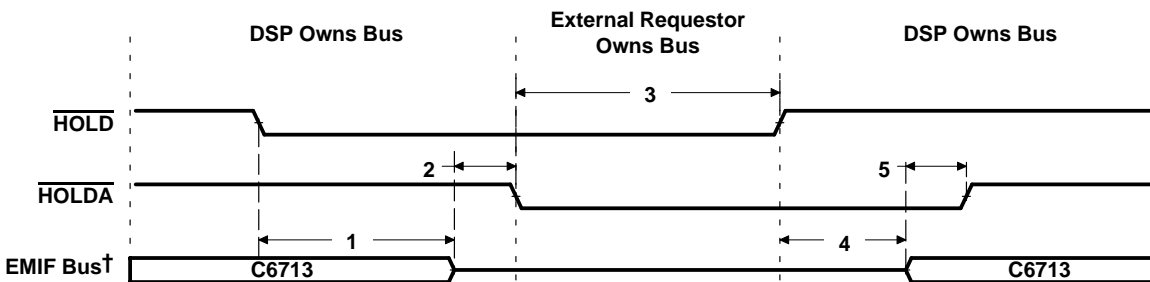 DSP Owns Bus
External Requestor
Owns Bus
DSP Owns Bus
3
HOLD
2
5
HOLDA
1
4
EMIF Bus†
C6713
C6713